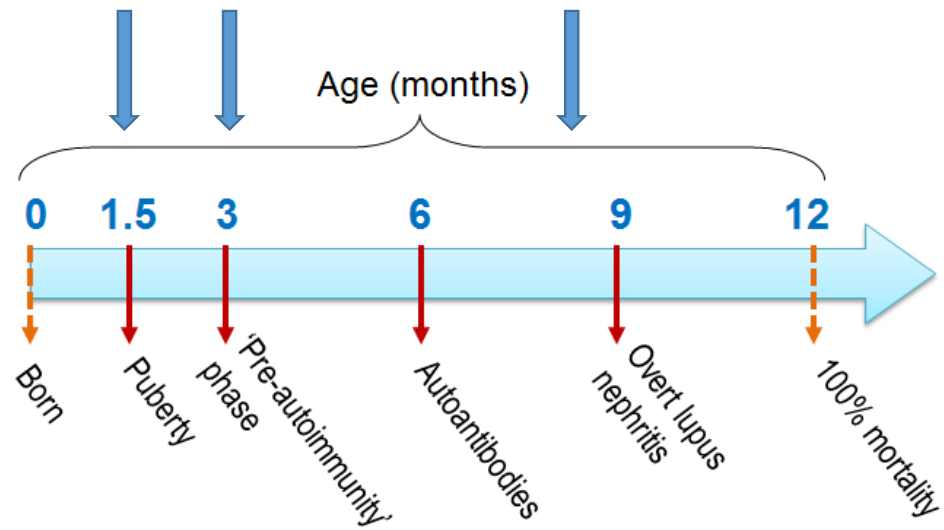 Age (months)
0 1.5 3 6 9 12
Born
Puberty
'Pre-autoimmunity'
phase
Autoantibodies
Overt lupus
nephritis
100% mortality